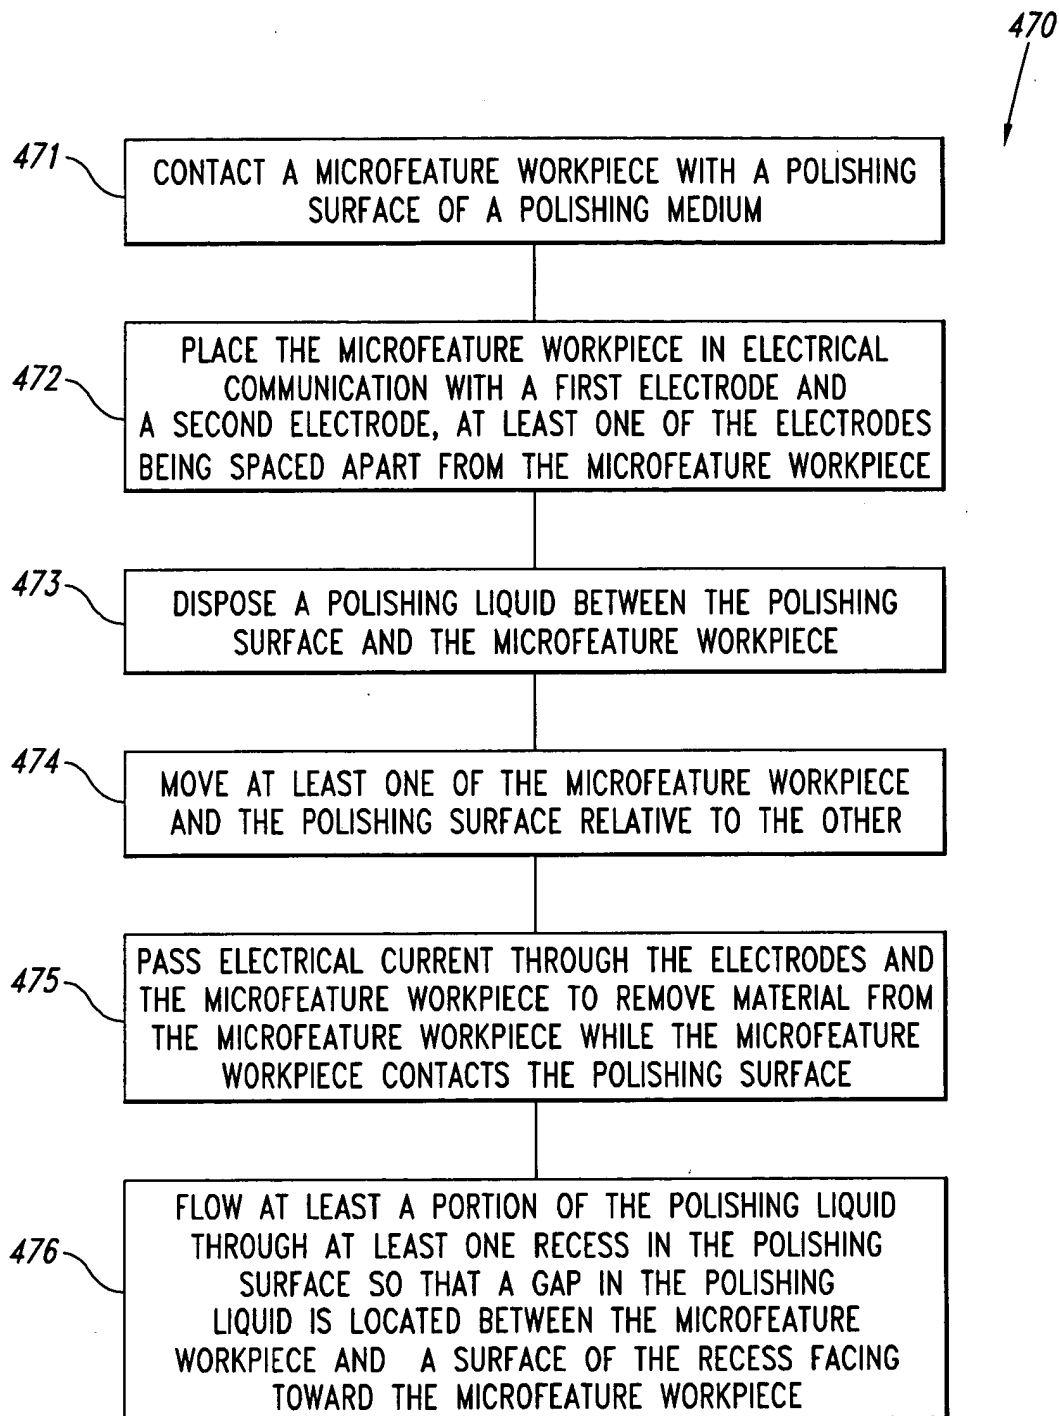 470
471
CONTACT A MICROFEATURE WORKPIECE WITH A POLISHING
SURFACE OF A POLISHING MEDIUM
472
PLACE THE MICROFEATURE WORKPIECE IN ELECTRICAL
COMMUNICATION WITH A FIRST ELECTRODE AND
A SECOND ELECTRODE, AT LEAST ONE OF THE ELECTRODES
BEING SPACED APART FROM THE MICROFEATURE WORKPIECE
473
DISPOSE A POLISHING LIQUID BETWEEN THE POLISHING
SURFACE AND THE MICROFEATURE WORKPIECE
474
MOVE AT LEAST ONE OF THE MICROFEATURE WORKPIECE
AND THE POLISHING SURFACE RELATIVE TO THE OTHER
475
PASS ELECTRICAL CURRENT THROUGH THE ELECTRODES AND
THE MICROFEATURE WORKPIECE TO REMOVE MATERIAL FROM
THE MICROFEATURE WORKPIECE WHILE THE MICROFEATURE
WORKPIECE CONTACTS THE POLISHING SURFACE
476
FLOW AT LEAST A PORTION OF THE POLISHING LIQUID
THROUGH AT LEAST ONE RECESS IN THE POLISHING
SURFACE SO THAT A GAP IN THE POLISHING
LIQUID IS LOCATED BETWEEN THE MICROFEATURE
WORKPIECE AND A SURFACE OF THE RECESS FACING
TOWARD THE MICROFEATURE WORKPIECE